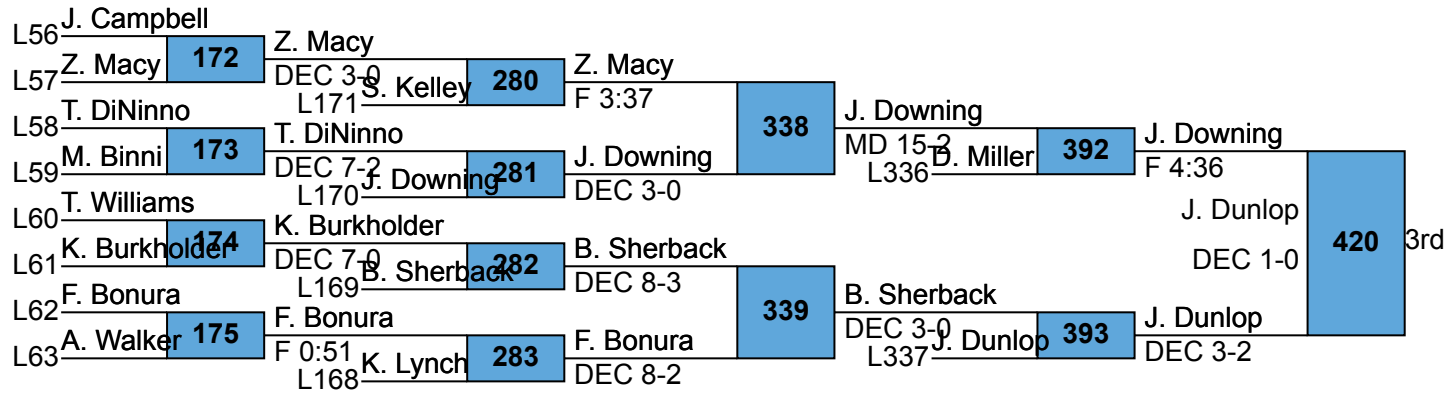 L56 J. Campbell
L57 Z. Macy
172
L58 T. DiNinno
L59 M. Binni
173
L60 T. Williams
L61 K. Burkholder
174
L62 F. Bonura
L63 A. Walker
175
Z. Macy
DEC 3-0
L171 S. Kelley
280
T. DiNinno
DEC 7-2
L170 J. Downing
281
K. Burkholder
DEC 7-0
L169 B. Sherback
282
F. Bonura
F 0:51
L168 K. Lynch
283
Z. Macy
F 3:37
J. Downing
DEC 3-0
338
B. Sherback
DEC 8-3
F. Bonura
DEC 8-2
339
J. Downing
MD 15-2
L336 D. Miller
392
B. Sherback
DEC 3-0
L337 J. Dunlop
393
J. Downing
F 4:36
J. Dunlop
DEC 3-2
J. Dunlop
DEC 1-0
420
3rd